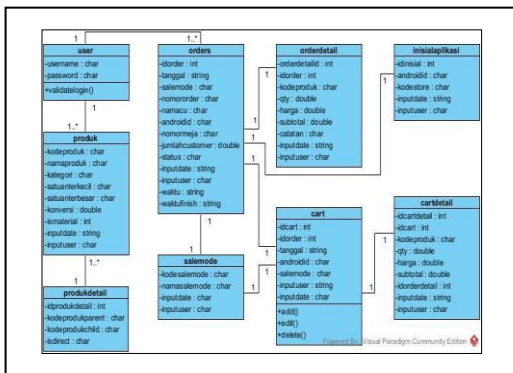 1
1..*
user
-username : char
-password : char
+validatelogin()
1
1..*
produk
-kodeproduk : char
-namaproduk : char
-kategori : char
-satuanterkecil : char
-satuanterbesar : char
-konversi : double
-ismaterial : int
-inputdate : string
-inputuser : char
1..*
1
produkdetail
-idprodukdetail : int
-kodeprodukparent : char
-kodeprodukchild : char
-isdirect : char
orders
-idorder : int
-tanggal : string
-salemode : char
-nomororder : char
-namacu : char
-androidid : char
-nomormeja : char
-jumlahcustomer : double
-status : char
-inputdate : string
-inputuser : char
-waktu : string
-waktufinish : string
1
1
1
1
1
salemode
-kodesalemode : char
-namasalemode : char
-inputdate : char
-inputuser : char
1
orderdetail
-orderdetailid : int
-idorder : int
-kodeproduk : char
-qty : double
-harga : double
-subtotal : double
-catatan : char
-inputdate : string
-inputuser : char
1
cart
-idcart : int
-idorder : int
-tanggal : string
-androidid : char
-salemode : char
-inputuser : string
-inputdate : char
+add()
+edit()
+delete()
1
1
1
inisialaplikasi
-idinisial : int
-androidid : char
-kodestore : char
-inputdate : string
-inputuser : char
1
cartdetail
-idcartdetail : int
-idcart : int
-kodeproduk : char
-qty : double
-harga : double
-subtotal : double
-idorderdetail : int
-inputdate : string
-inputuser : char
1
Powered By Visual Paradigm Community Edition